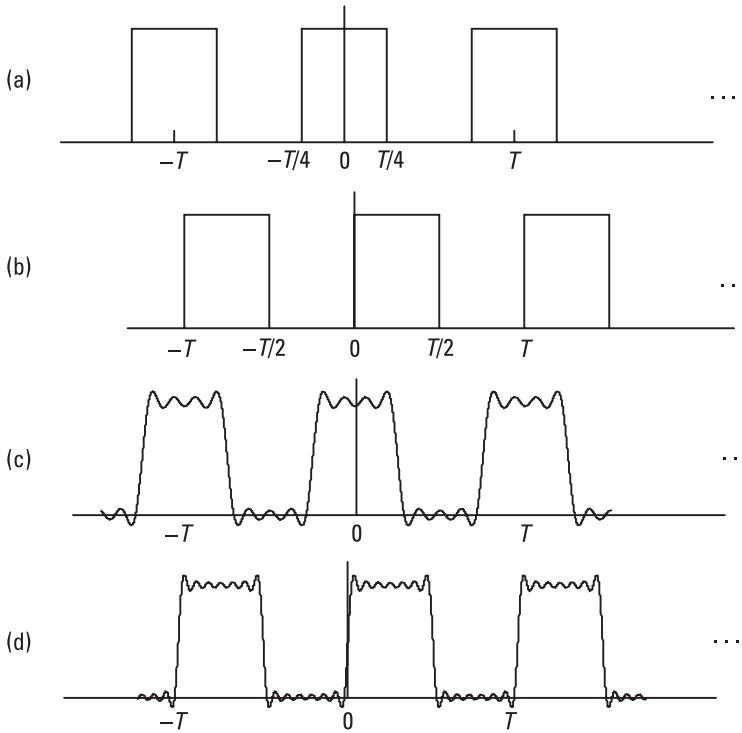 (a)
. . .
–T –T/4 0 T/4 T
(b)
. .
–T –T/2 0 T/2 T
(c)
. .
–T 0 T
(d)
. . .
–T 0 T